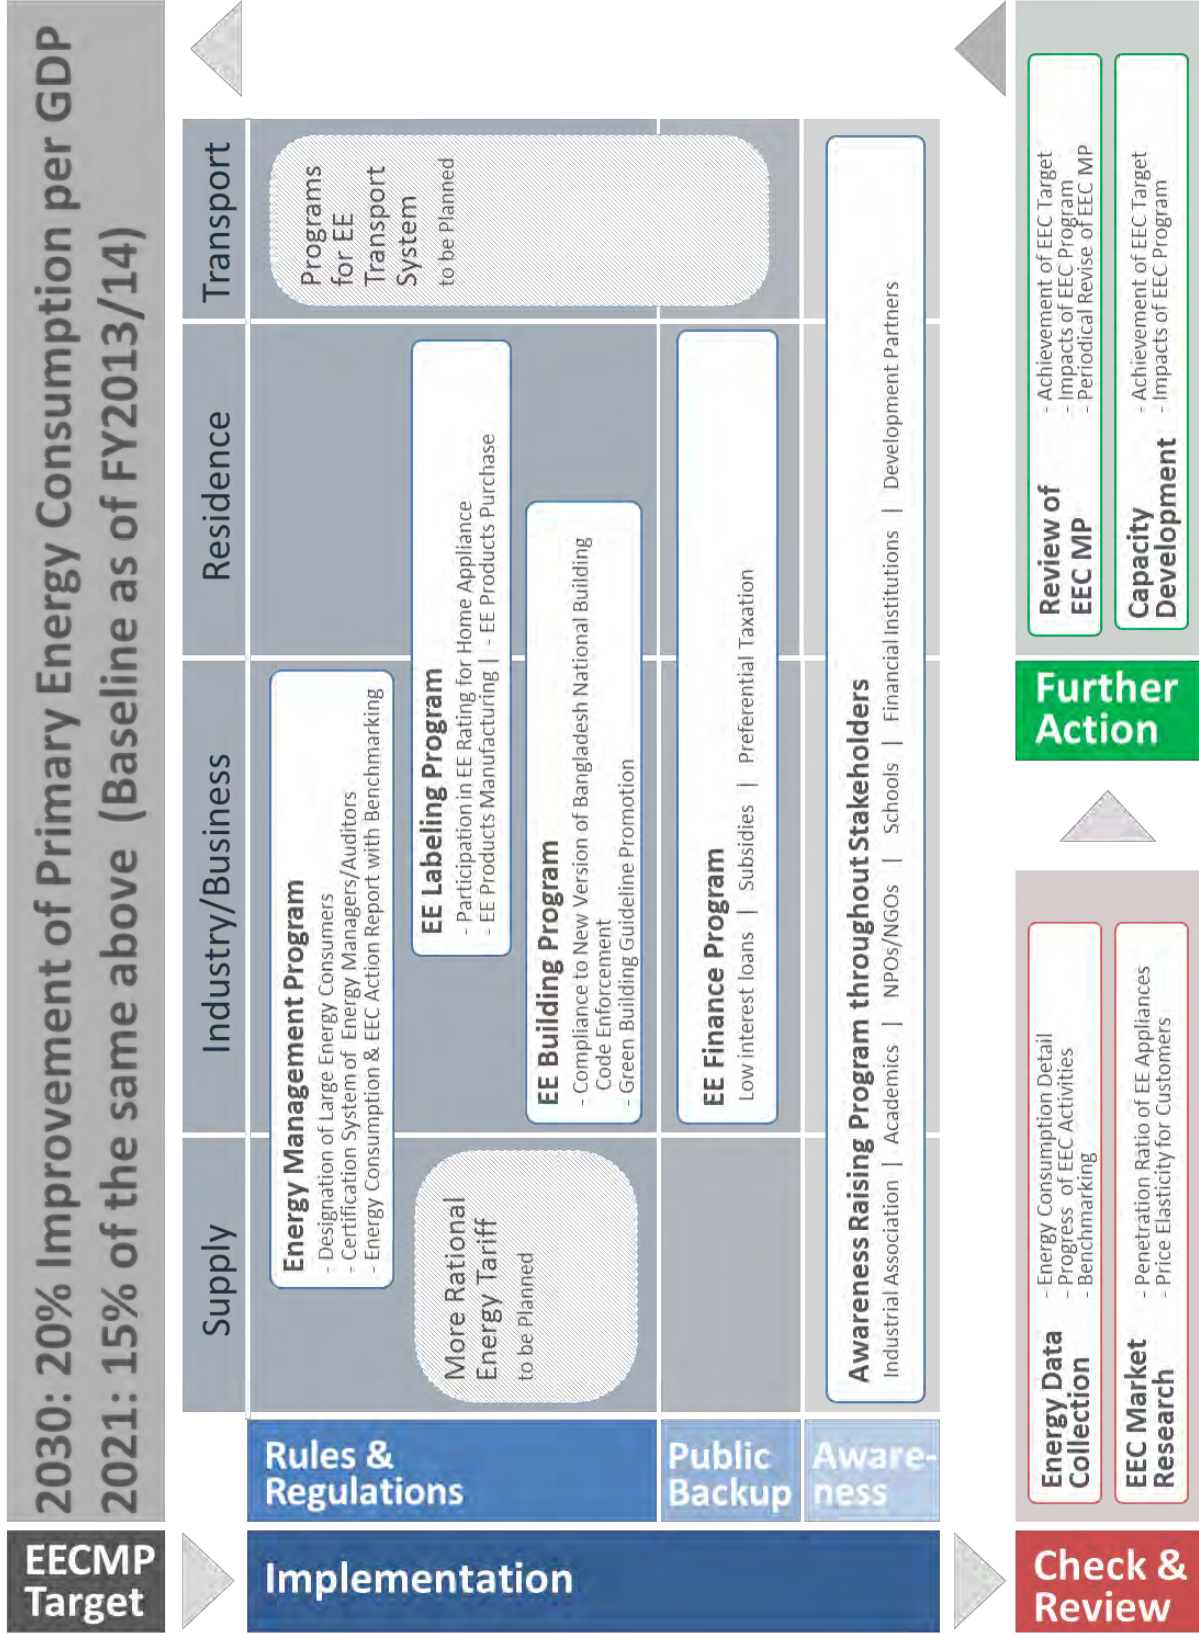 EECMP
Target
2030: 20% Improvement of Primary Energy Consumption per GDP
2021: 15% of the same above (Baseline as of FY2013/14)
Implementation
Supply
Industry/Business
Residence
Transport
Rules &
Regulations
Energy Management Program
- Designation of Large Energy Consumers
- Certification System of Energy Managers/Auditors
- Energy Consumption & EEC Action Report with Benchmarking
More Rational
Energy Tariff
to be Planned
EE Labeling Program
- Participation in EE Rating for Home Appliance
- EE Products Manufacturing | - EE Products Purchase
EE Building Program
- Compliance to New Version of Bangladesh National Building
Code Enforcement
- Green Building Guideline Promotion
Programs
for EE
Transport
System
to be Planned
Public
Backup
EE Finance Program
Low interest loans | Subsidies | Preferential Taxation
Aware-
ness
Awareness Raising Program throughout Stakeholders
Industrial Association | Academics | NPOs/NGOs | Schools | Financial Institutions | Development Partners
Check &
Review
Energy Data
Collection
- Energy Consumption Detail
- Progress of EEC Activities
- Benchmarking
EEC Market
Research
- Penetration Ratio of EE Appliances
- Price Elasticity for Customers
Further
Action
Review of
EEC MP
- Achievement of EEC Target
- Impacts of EEC Program
- Periodical Revise of EEC MP
Capacity
Development
- Achievement of EEC Target
- Impacts of EEC Program